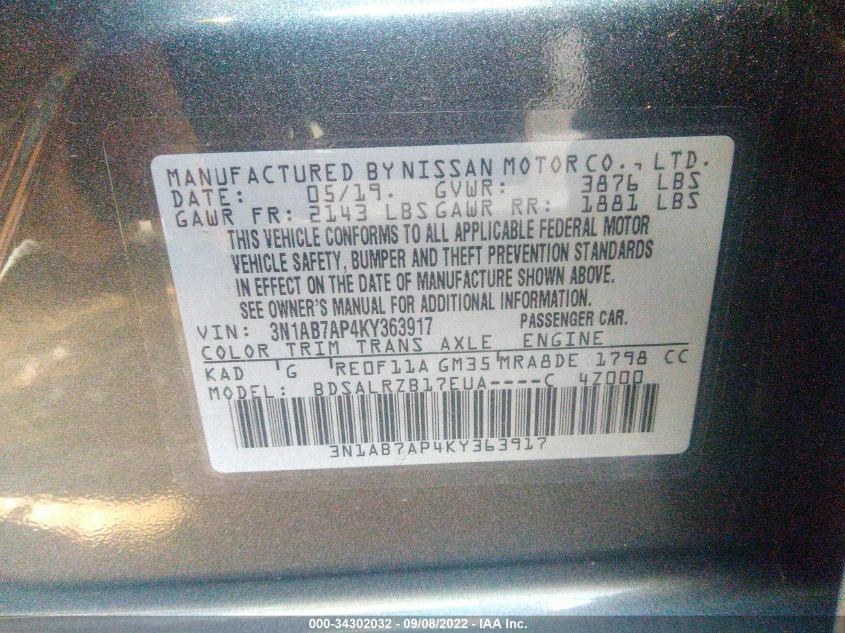 MANUFACTURED BY NISSAN MOTOR CO., LTD.
DATE: 05/19. GVWR: 3876 LBS
GAWR FR: 2143 LBS GAWR RR: 1881 LBS
THIS VEHICLE CONFORMS TO ALL APPLICABLE FEDERAL MOTOR
VEHICLE SAFETY, BUMPER AND THEFT PREVENTION STANDARDS
IN EFFECT ON THE DATE OF MANUFACTURE SHOWN ABOVE.
SEE OWNER'S MANUAL FOR ADDITIONAL INFORMATION.
VIN: 3N1AB7AP4KY363917 PASSENGER CAR.
COLOR TRIM TRANS AXLE ENGINE
KAD G RE0F11A GM35 MRA8DE 1798 CC
MODEL: BDSALRZB17EUA----C 4Z000
3N1AB7AP4KY363917
000-34302032 - 09/08/2022 - IAA Inc.